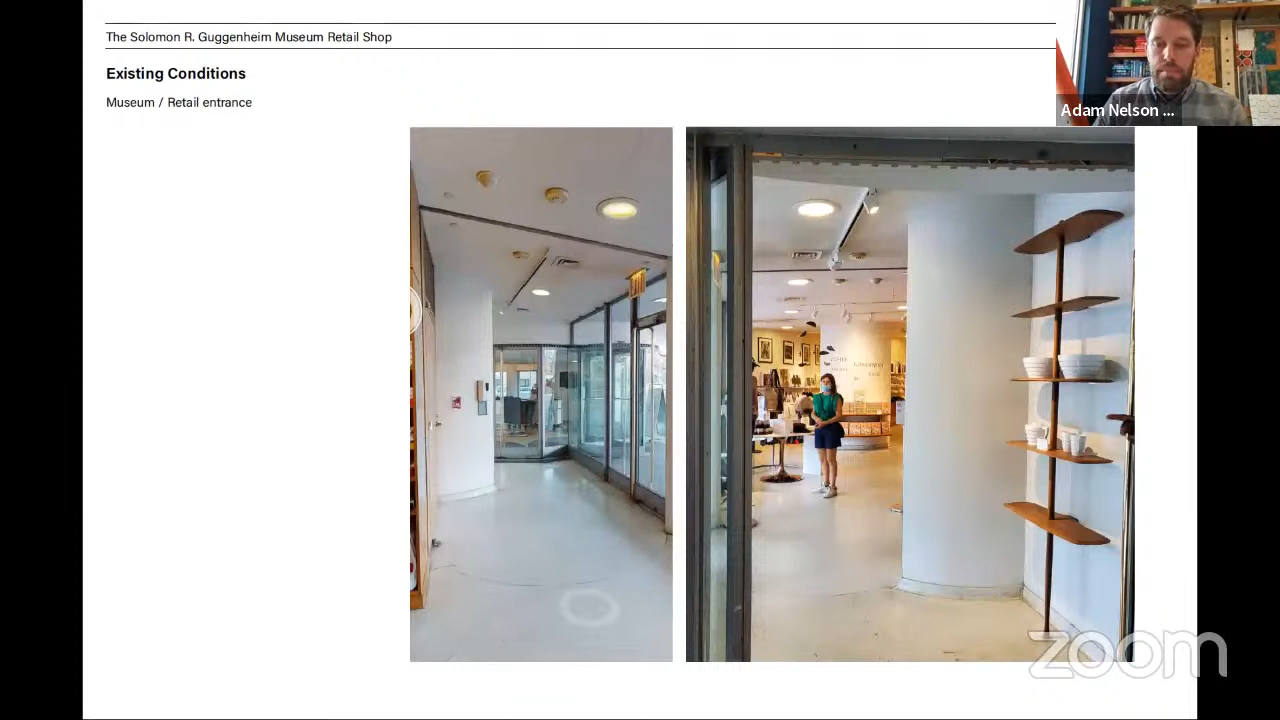 The Solomon R. Guggenheim Museum Retail Shop
Existing Conditions
Museum / Retail entrance
Adam Nelson ...
zoom